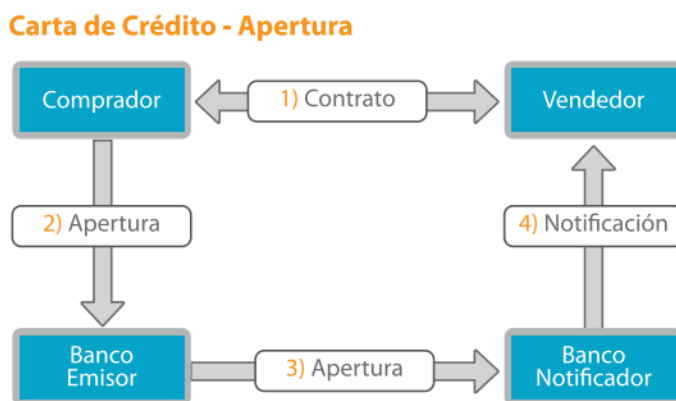 Carta de Crédito - Apertura
Comprador
1) Contrato
Vendedor
2) Apertura
4) Notificación
Banco
Emisor
3) Apertura
Banco
Notificador